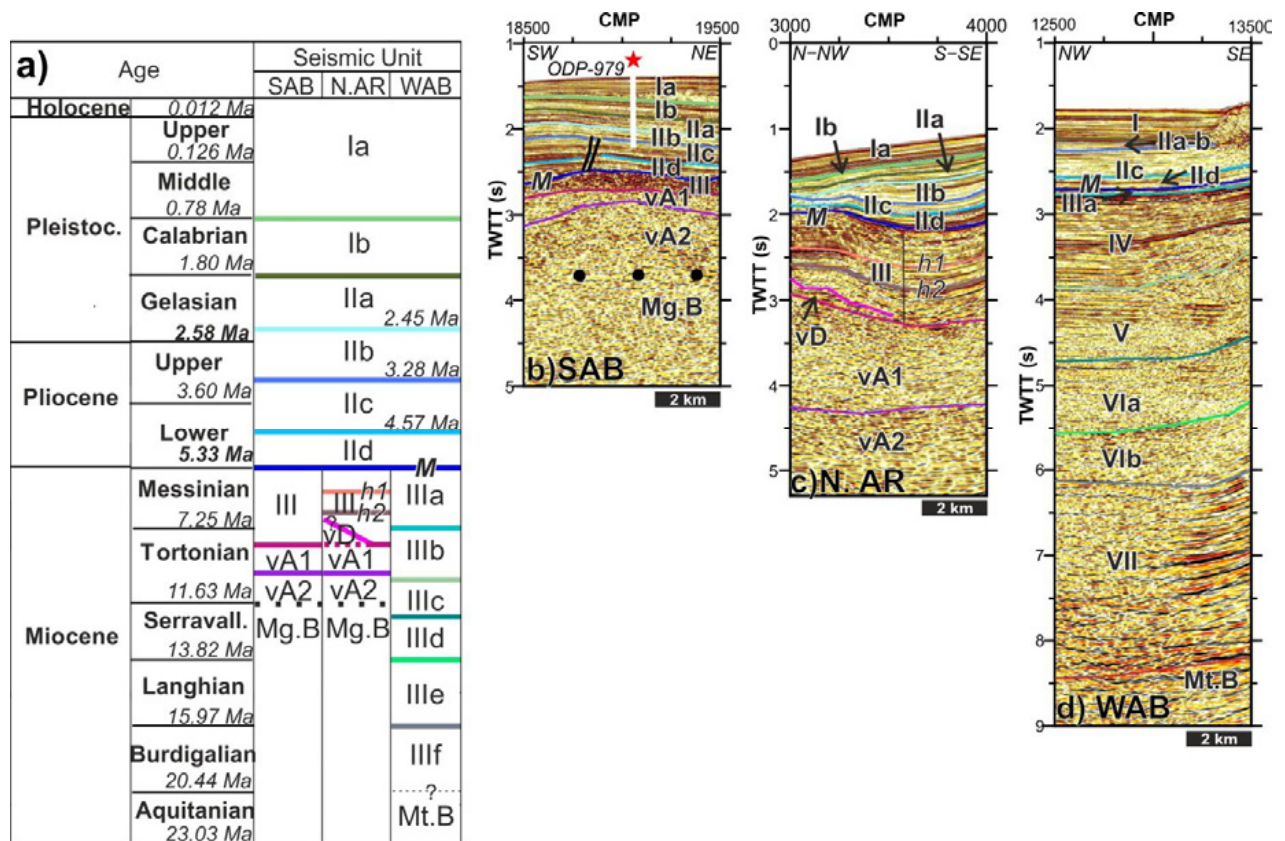 a)
Age
Seismic Unit
SAB N.AR WAB
Holocene 0.012 Ma
Pleistoc.
Upper
0.126 Ma
Middle
0.78 Ma
Calabrian
1.80 Ma
Gelasian
2.58 Ma
Pliocene
Upper
3.60 Ma
Lower
5.33 Ma
Miocene
Messinian
7.25 Ma
Tortonian
11.63 Ma
Serravall.
13.82 Ma
Langhian
15.97 Ma
Burdigalian
20.44 Ma
Aquitanian
23.03 Ma
Ia
Ib
IIa
2.45 Ma
IIb
3.28 Ma
IIc
4.57 Ma
IId
M
III
vA1
vA2
Mg.B
III h1
h2
?
vD
vA1
vA2
Mg.B
IIIa
IIIb
IIIc
IIId
IIIe
IIIf
?
Mt.B
CMP
18500 19500
SW NE
ODP-979
TWTT (s)
1
2
3
4
5
Ia
Ib
IIa
IIb
IIc
IId
M
III
vA1
vA2
Mg.B
b)SAB
2 km
CMP
3000 4000
N-NW S-SE
TWTT (s)
0
1
2
3
4
5
Ib
Ia
IIa
IIb
IIc
M
IId
h1
III
h2
vD
vA1
vA2
c)N. AR
2 km
CMP
12500 13500
NW SE
TWTT (s)
1
2
3
4
5
6
7
8
9
I
IIa-b
IIc
IId
M
IIIa
IV
V
VIa
VIb
VII
Mt.B
d) WAB
2 km